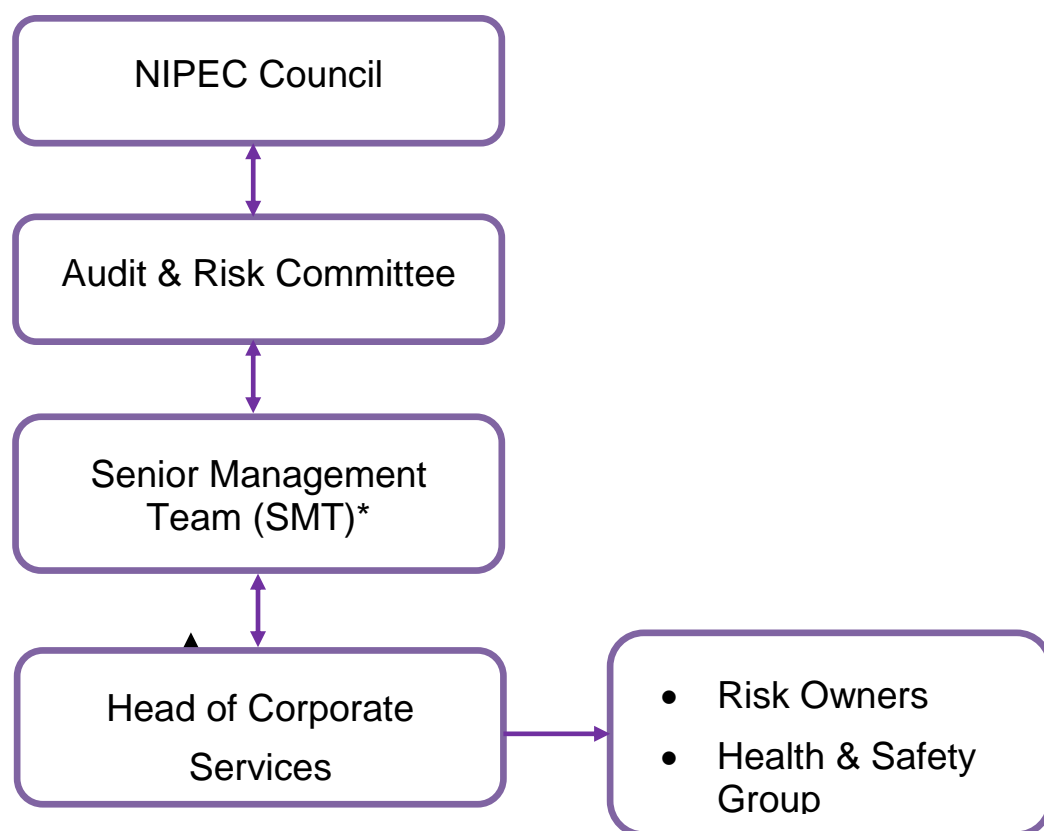 NIPEC Council
Audit & Risk Committee
Senior Management
Team (SMT)*
Head of Corporate
Services
• Risk Owners
• Health & Safety
Group